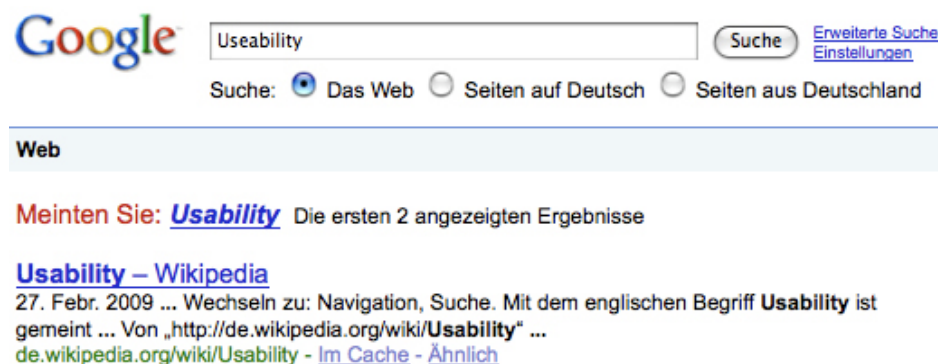 Google
Useability
Suche
Erweiterte Suche
Einstellungen
Suche: Das Web Seiten auf Deutsch Seiten aus Deutschland
Web
Meinten Sie: Usability Die ersten 2 angezeigten Ergebnisse
Usability – Wikipedia
27. Febr. 2009 ... Wechseln zu: Navigation, Suche. Mit dem englischen Begriff Usability ist
gemeint ... Von „http://de.wikipedia.org/wiki/Usability“ ...
de.wikipedia.org/wiki/Usability - Im Cache - Ähnlich